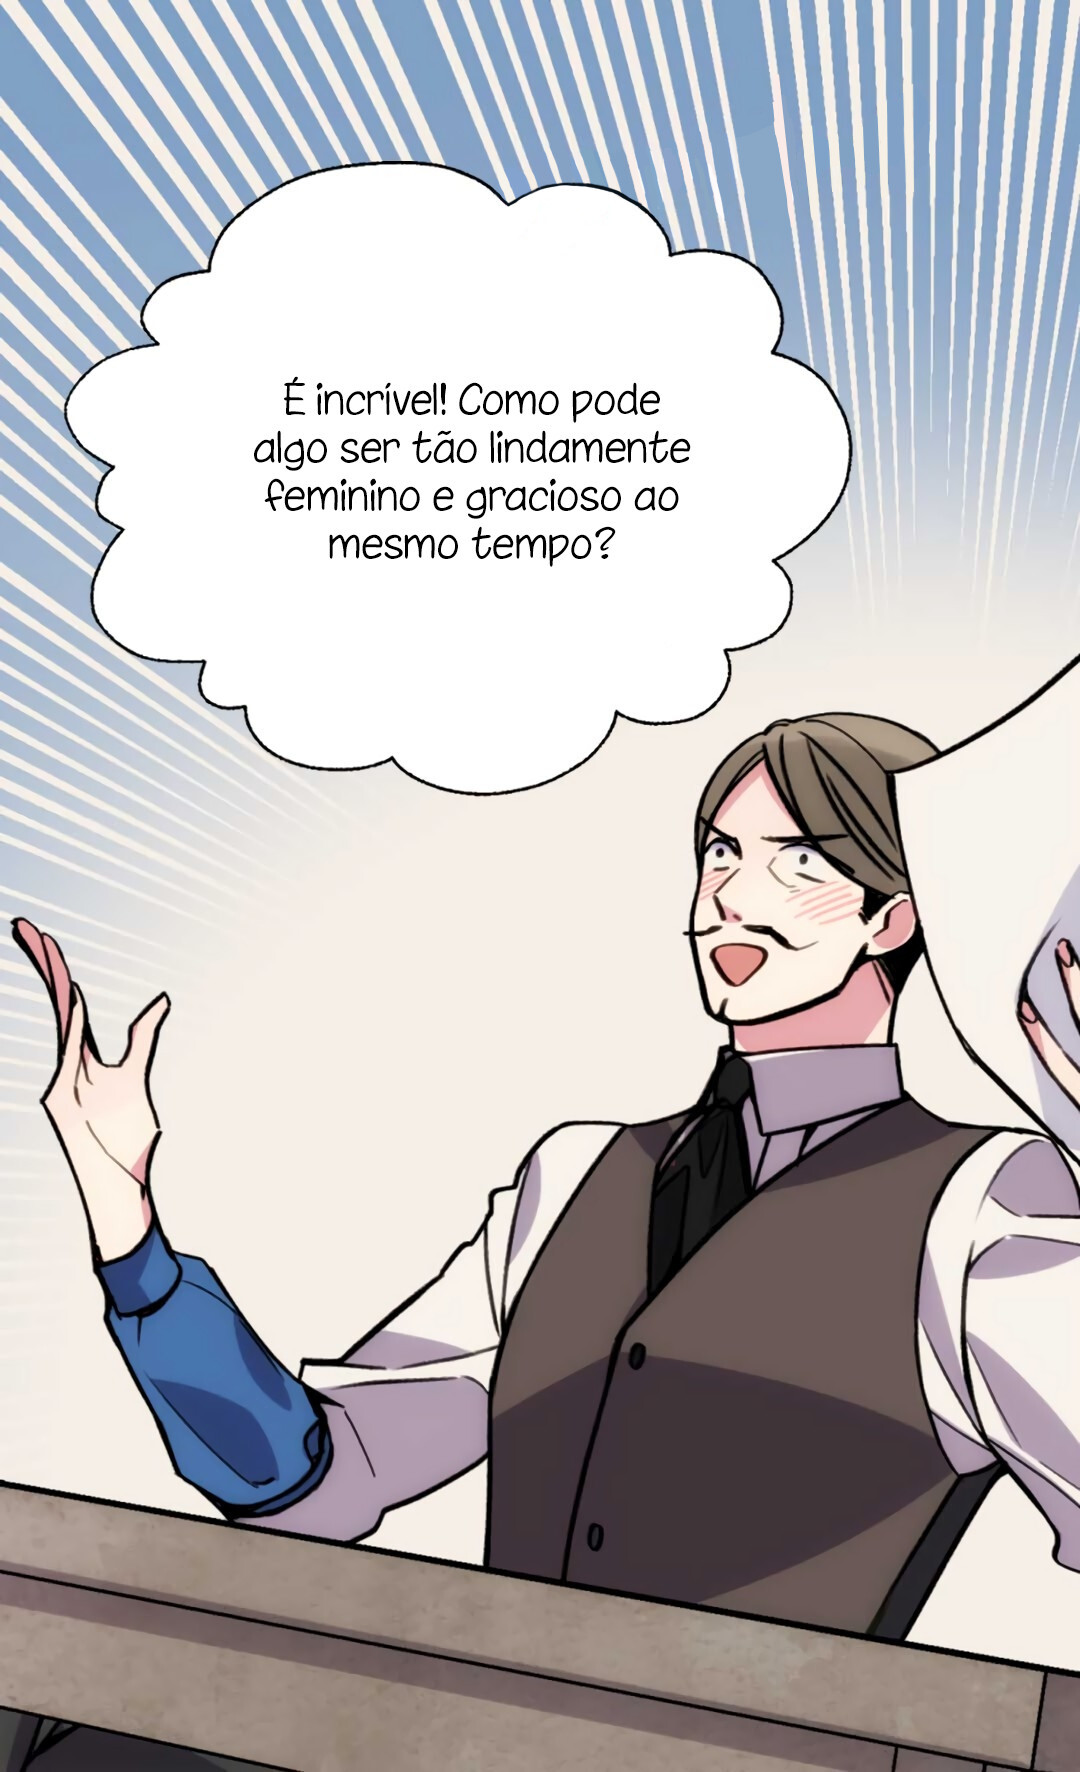 É incrível! Como pode
algo ser tão lindamente
feminino e gracioso ao
mesmo tempo?